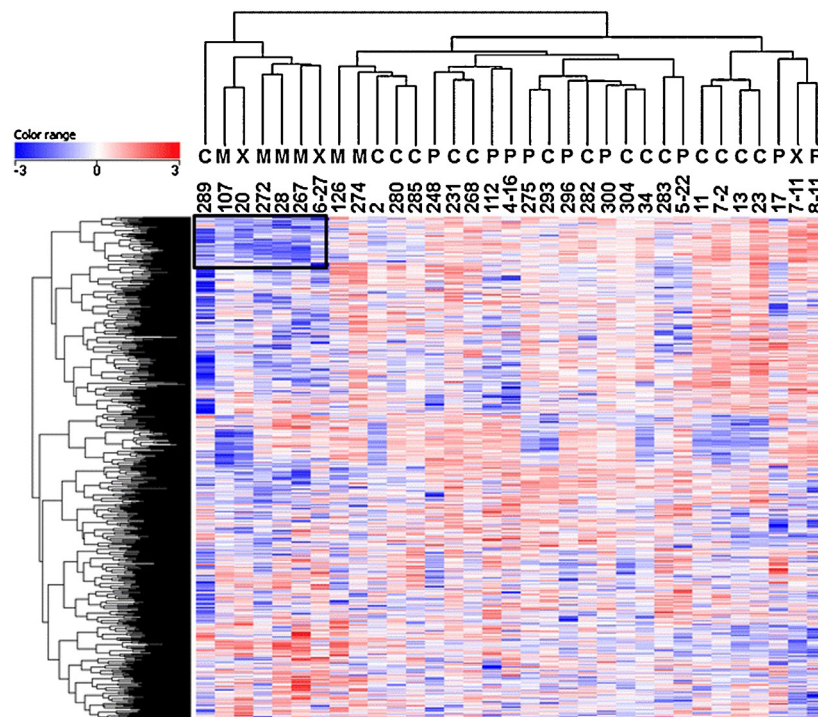 Color range
-3 0 3
C M X M M M X M M C C C P C C P P P C P C P C C C P C C C C P X P
289 107 20 272 28 267 6-27 126 274 2 280 285 248 231 268 112 4-16 275 293 296 282 300 304 34 283 5-22 11 7-2 13 23 17 7-11 8-11